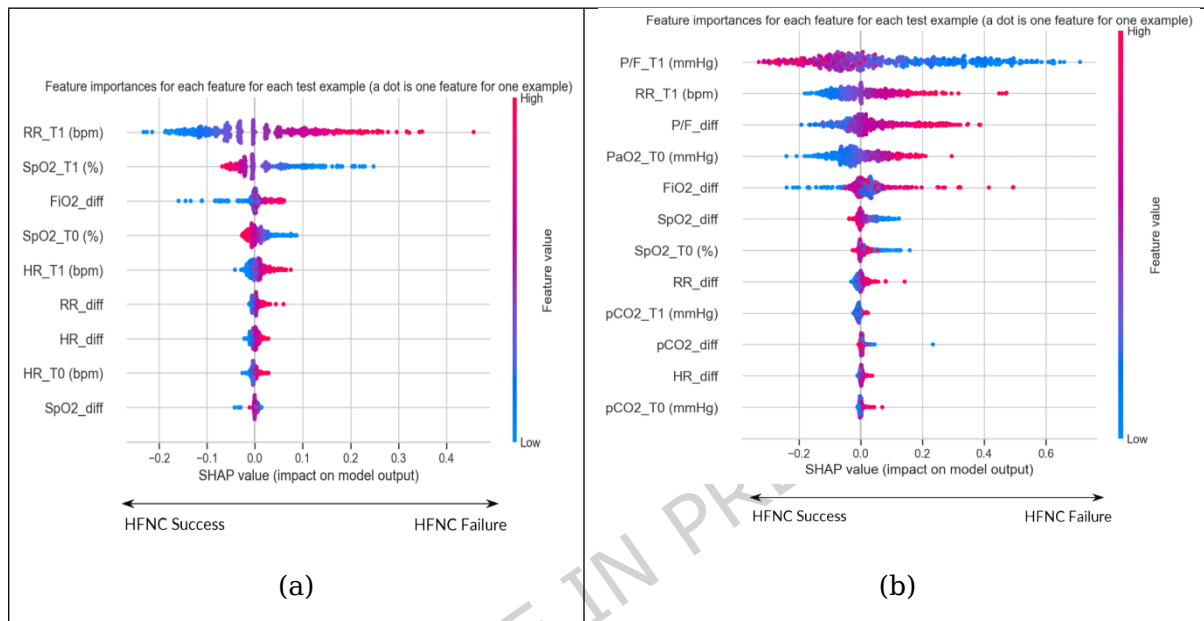 Feature importances for each feature for each test example (a dot is one feature for one example)
High
RR_T1 (bpm)
SpO2_T1 (%)
FiO2_diff
SpO2_T0 (%)
HR_T1 (bpm)
RR_diff
HR_diff
HR_T0 (bpm)
SpO2_diff
Feature value
Low
−0.2 −0.1 0.0 0.1 0.2 0.3 0.4
SHAP value (impact on model output)
HFNC Success HFNC Failure
(a)
Feature importances for each feature for each test example (a dot is one feature for one example)
High
P/F_T1 (mmHg)
RR_T1 (bpm)
P/F_diff
PaO2_T0 (mmHg)
FiO2_diff
SpO2_diff
SpO2_T0 (%)
RR_diff
pCO2_T1 (mmHg)
pCO2_diff
HR_diff
pCO2_T0 (mmHg)
Feature value
Low
−0.2 0.0 0.2 0.4 0.6
SHAP value (impact on model output)
HFNC Success HFNC Failure
(b)
IN PR